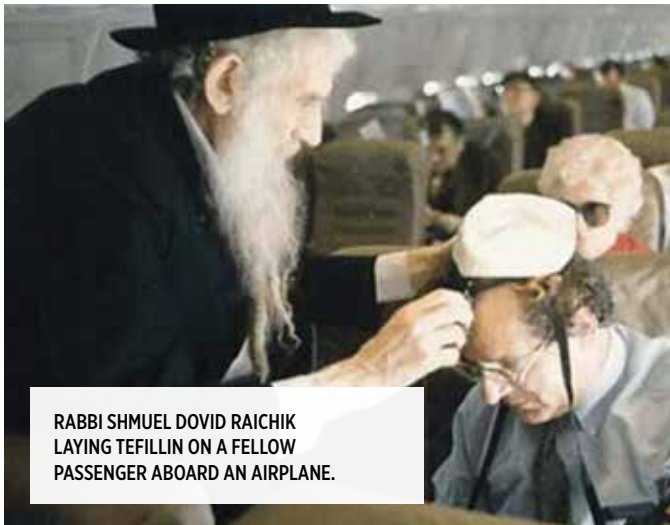 RABBI SHMUEL DOVID RAICHIK
LAYING TEFILLIN ON A FELLOW
PASSENGER ABOARD AN AIRPLANE.